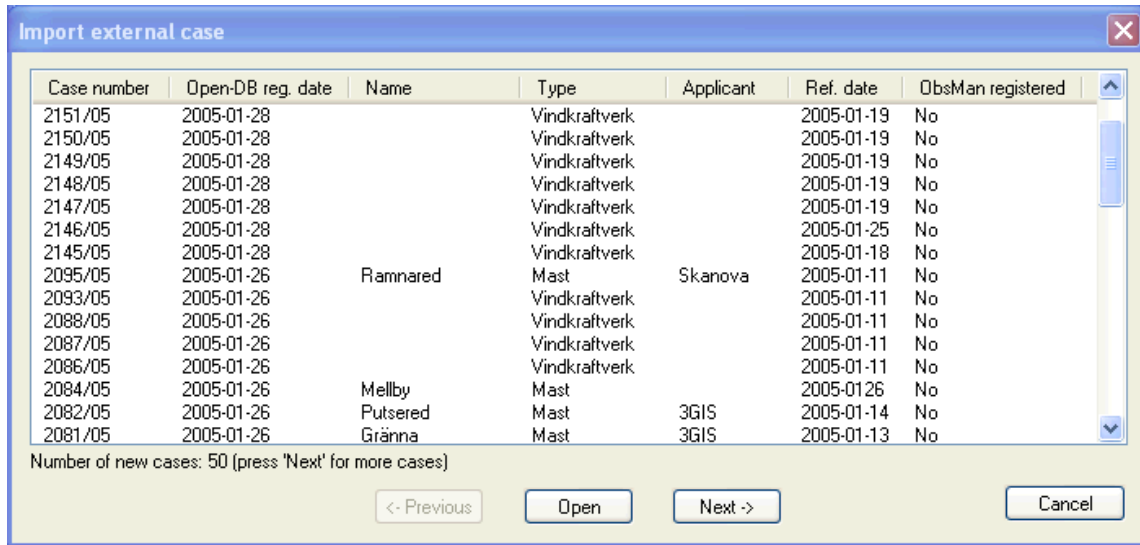 Import external case
Case number Open-DB reg. date Name Type Applicant Ref. date ObsMan registered
2151/05 2005-01-28 Vindkraftverk 2005-01-19 No
2150/05 2005-01-28 Vindkraftverk 2005-01-19 No
2149/05 2005-01-28 Vindkraftverk 2005-01-19 No
2148/05 2005-01-28 Vindkraftverk 2005-01-19 No
2147/05 2005-01-28 Vindkraftverk 2005-01-19 No
2146/05 2005-01-28 Vindkraftverk 2005-01-25 No
2145/05 2005-01-28 Vindkraftverk 2005-01-18 No
2095/05 2005-01-26 Ramnared Mast Skanova 2005-01-11 No
2093/05 2005-01-26 Vindkraftverk 2005-01-11 No
2088/05 2005-01-26 Vindkraftverk 2005-01-11 No
2087/05 2005-01-26 Vindkraftverk 2005-01-11 No
2086/05 2005-01-26 Vindkraftverk 2005-01-11 No
2084/05 2005-01-26 Mellby Mast 2005-0126 No
2082/05 2005-01-26 Putsered Mast 3GIS 2005-01-14 No
2081/05 2005-01-26 Gränna Mast 3GIS 2005-01-13 No
Number of new cases: 50 (press 'Next' for more cases)
<- Previous Open Next -> Cancel